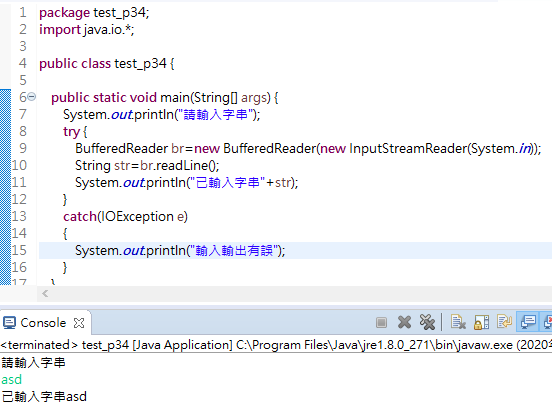 1 package test_p34;
2 import java.io.*;
3
4 public class test_p34 {
5
6 public static void main(String[] args) {
7 System.out.println("請輸入字串");
8 try {
9 BufferedReader br=new BufferedReader(new InputStreamReader(System.in));
10 String str=br.readLine();
11 System.out.println("已輸入字串"+str);
12 }
13 catch(IOException e)
14 {
15 System.out.println("輸入輸出有誤");
16 }
17 }
Console
<terminated> test_p34 [Java Application] C:\Program Files\Java\jre1.8.0_271\bin\javaw.exe (2020
請輸入字串
asd
已輸入字串asd